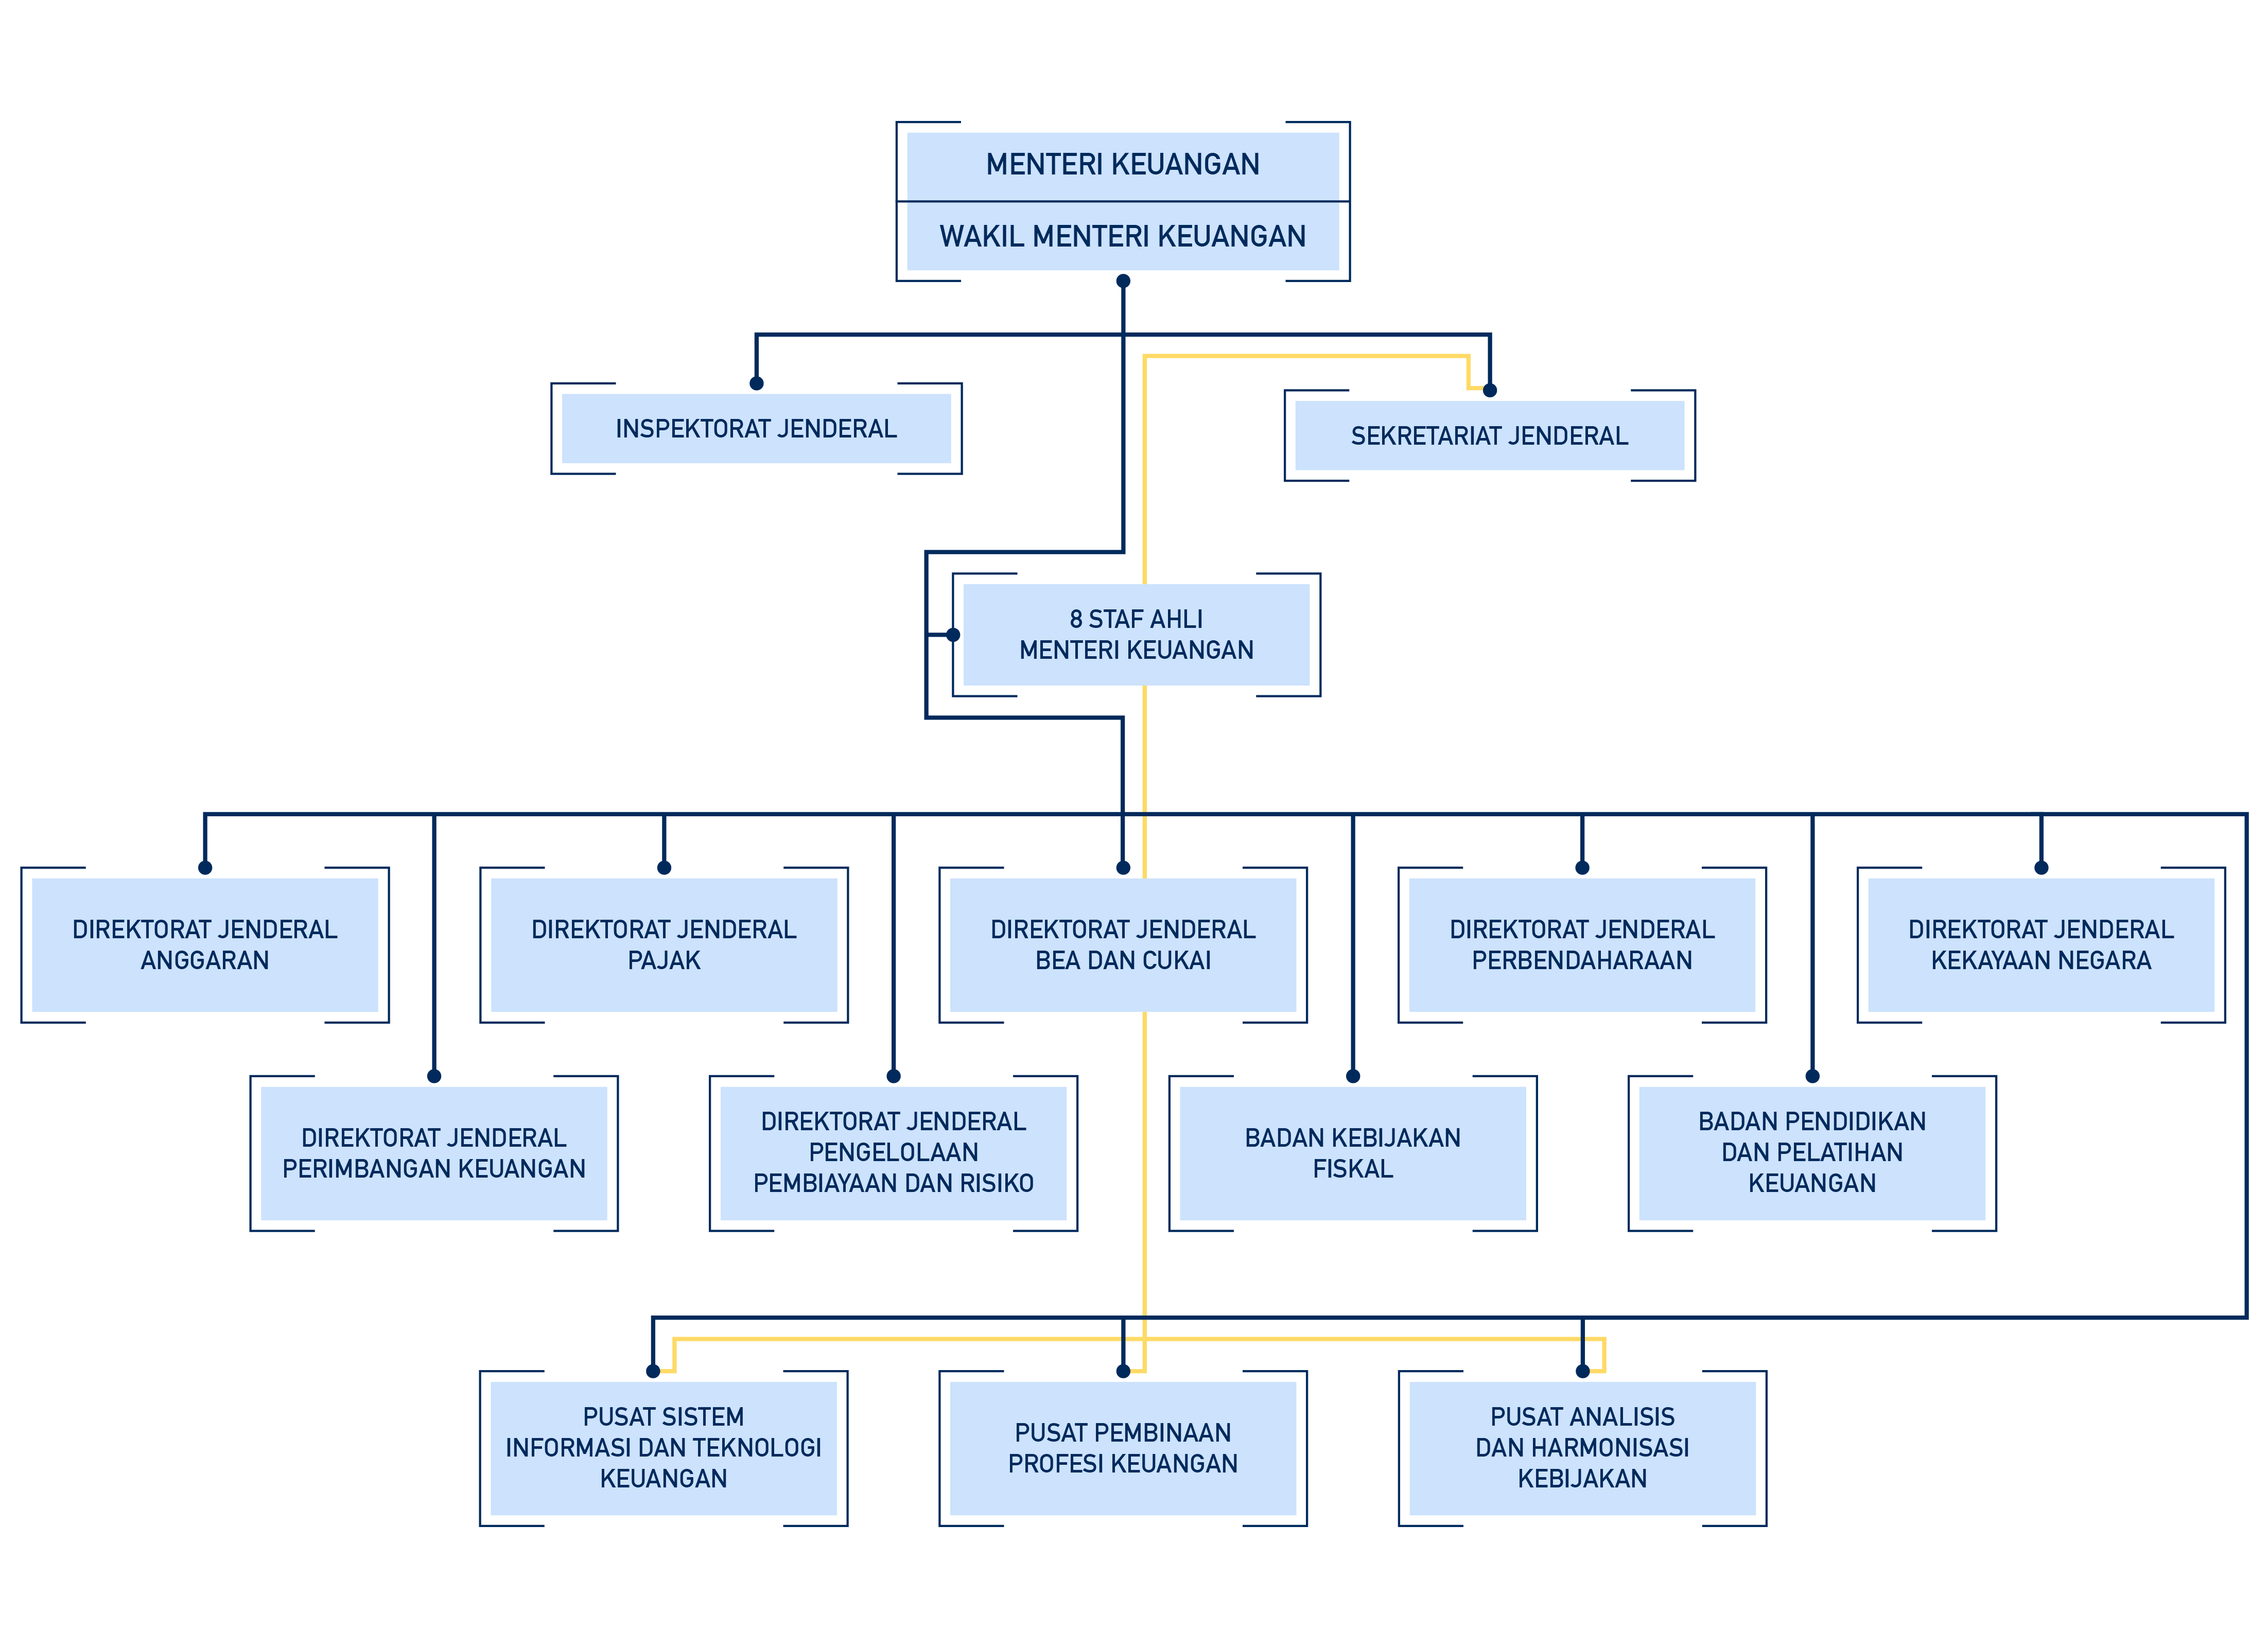 MENTERI KEUANGAN
WAKIL MENTERI KEUANGAN
INSPEKTORAT JENDERAL
SEKRETARIAT JENDERAL
8 STAF AHLI
MENTERI KEUANGAN
DIREKTORAT JENDERAL
ANGGARAN
DIREKTORAT JENDERAL
PAJAK
DIREKTORAT JENDERAL
BEA DAN CUKAI
DIREKTORAT JENDERAL
PERBENDAHARAAN
DIREKTORAT JENDERAL
KEKAYAAN NEGARA
DIREKTORAT JENDERAL
PERIMBANGAN KEUANGAN
DIREKTORAT JENDERAL
PENGELOLAAN
PEMBIAYAAN DAN RISIKO
BADAN KEBIJAKAN
FISKAL
BADAN PENDIDIKAN
DAN PELATIHAN
KEUANGAN
PUSAT SISTEM
INFORMASI DAN TEKNOLOGI
KEUANGAN
PUSAT PEMBINAAN
PROFESI KEUANGAN
PUSAT ANALISIS
DAN HARMONISASI
KEBIJAKAN